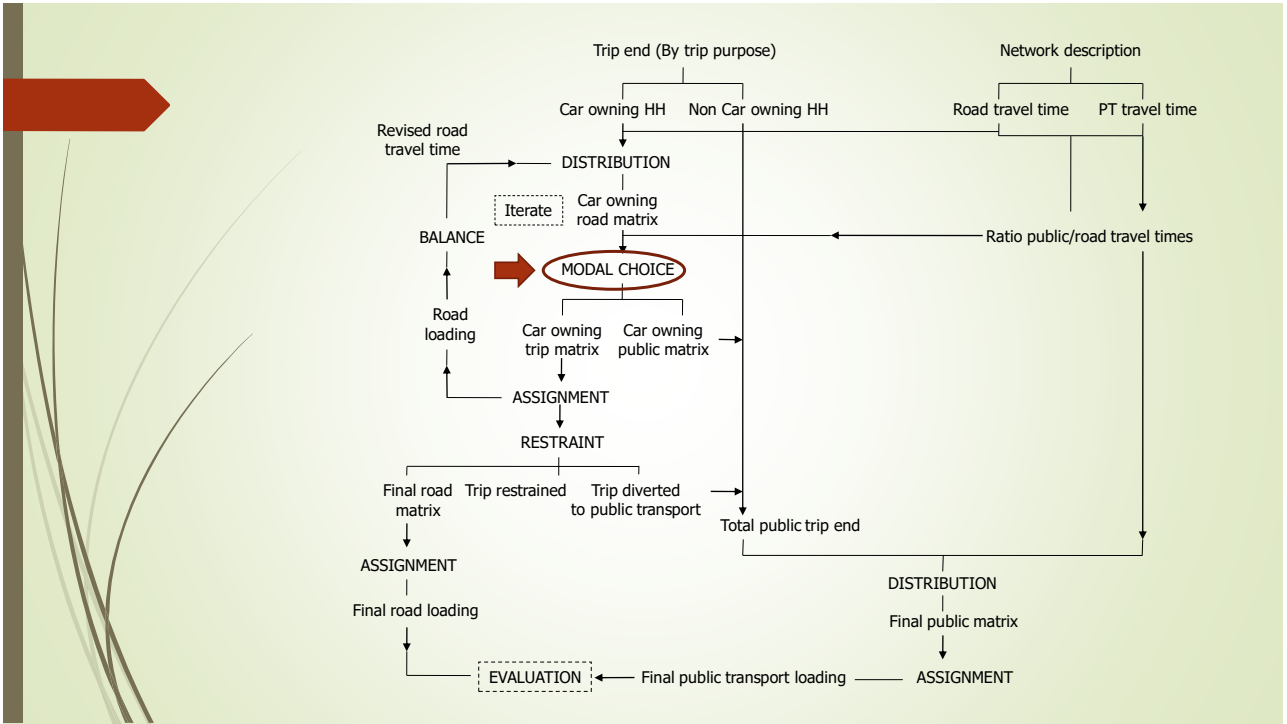 Trip end (By trip purpose)
Network description
Car owning HH
Non Car owning HH
Road travel time
PT travel time
Revised road
travel time
DISTRIBUTION
Iterate
Car owning
road matrix
BALANCE
Ratio public/road travel times
MODAL CHOICE
Road
loading
Car owning
trip matrix
Car owning
public matrix
ASSIGNMENT
RESTRAINT
Final road
matrix
Trip restrained
Trip diverted
to public transport
Total public trip end
ASSIGNMENT
DISTRIBUTION
Final road loading
Final public matrix
EVALUATION
Final public transport loading
ASSIGNMENT